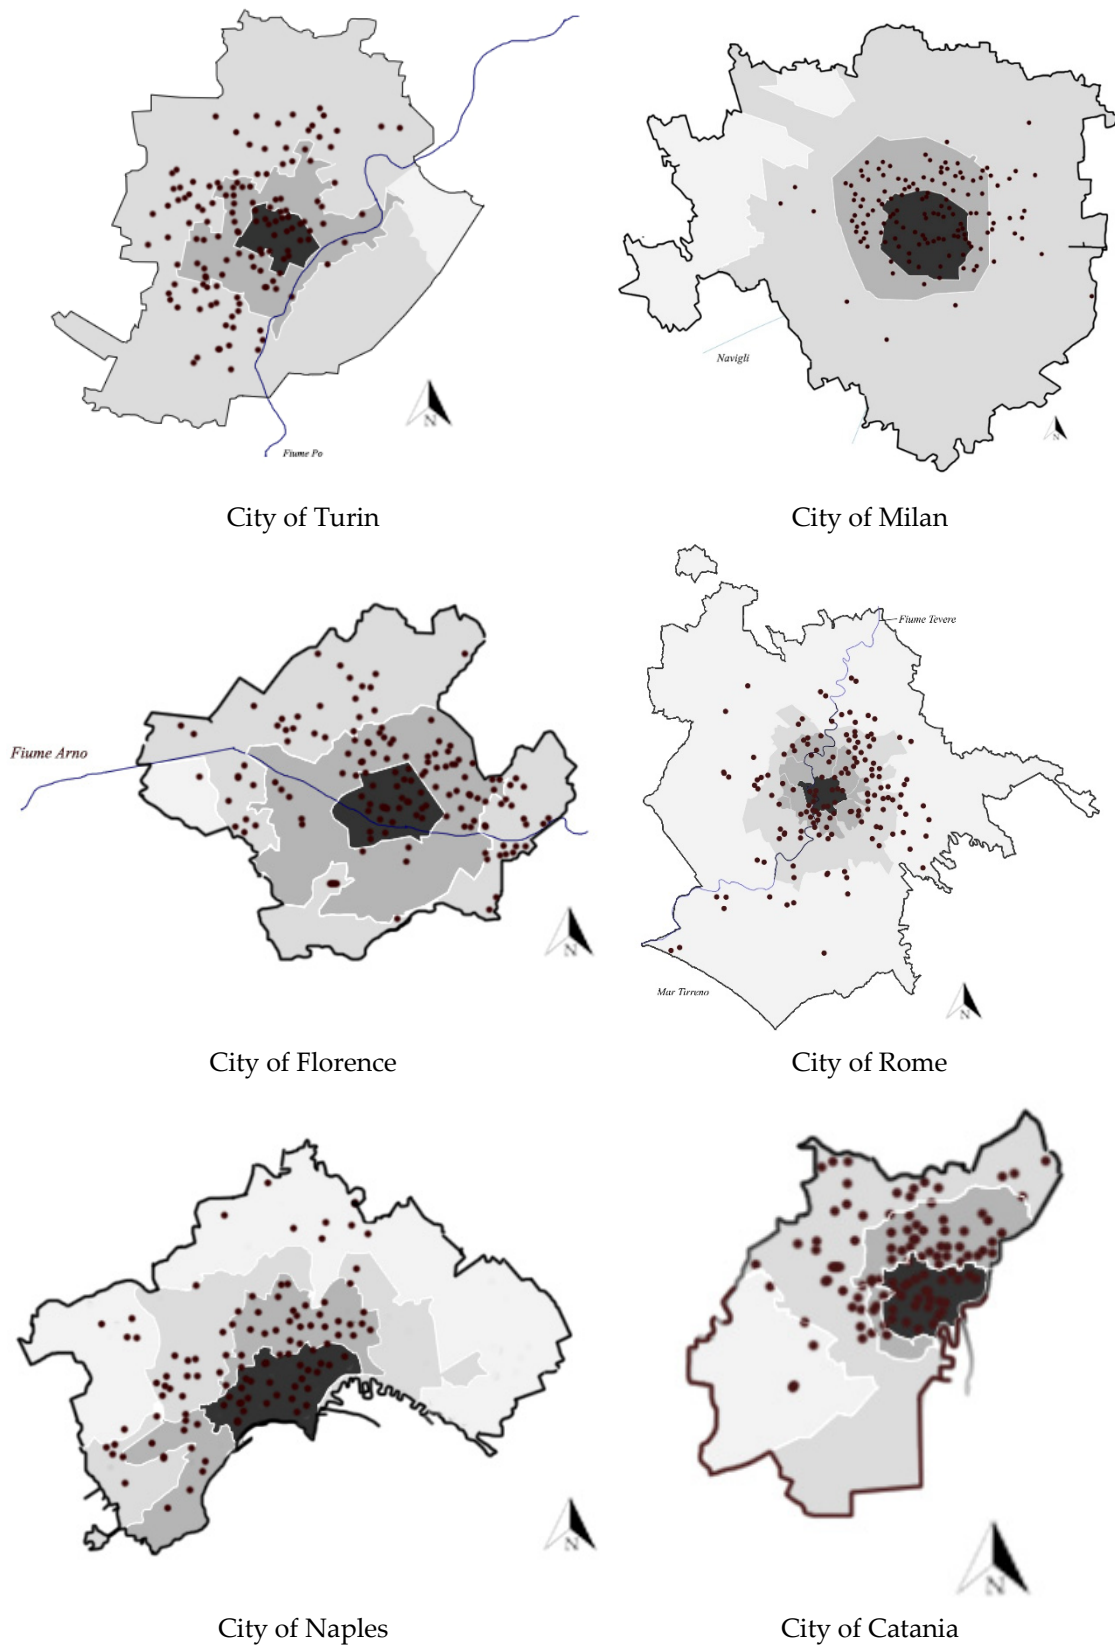 N
Fiume Po
Navigli
N
City of Turin
City of Milan
Fiume Tevere
Fiume Arno
N
Mar Tirreno
N
City of Florence
City of Rome
N
N
City of Naples
City of Catania